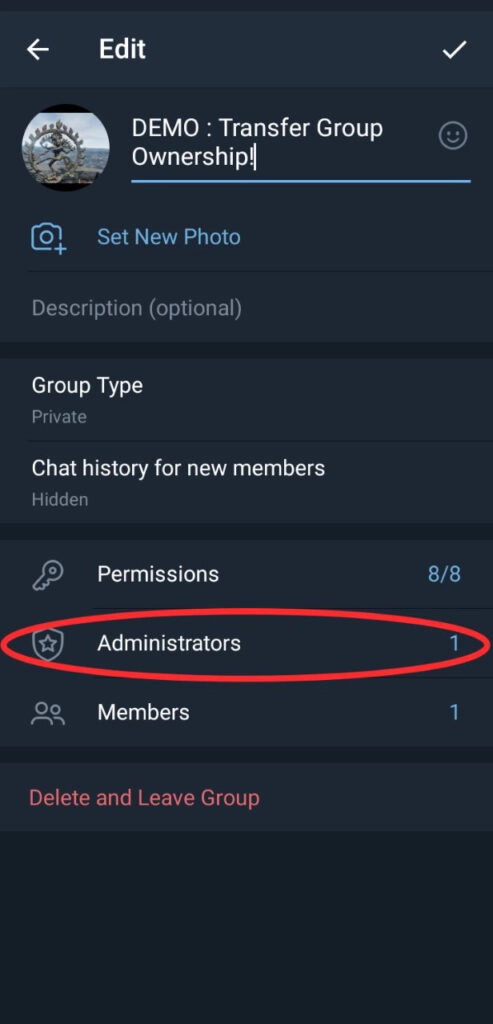 Edit
DEMO : Transfer Group
Ownership!
Set New Photo
Description (optional)
Group Type
Private
Chat history for new members
Hidden
Permissions 8/8
Administrators 1
Members 1
Delete and Leave Group